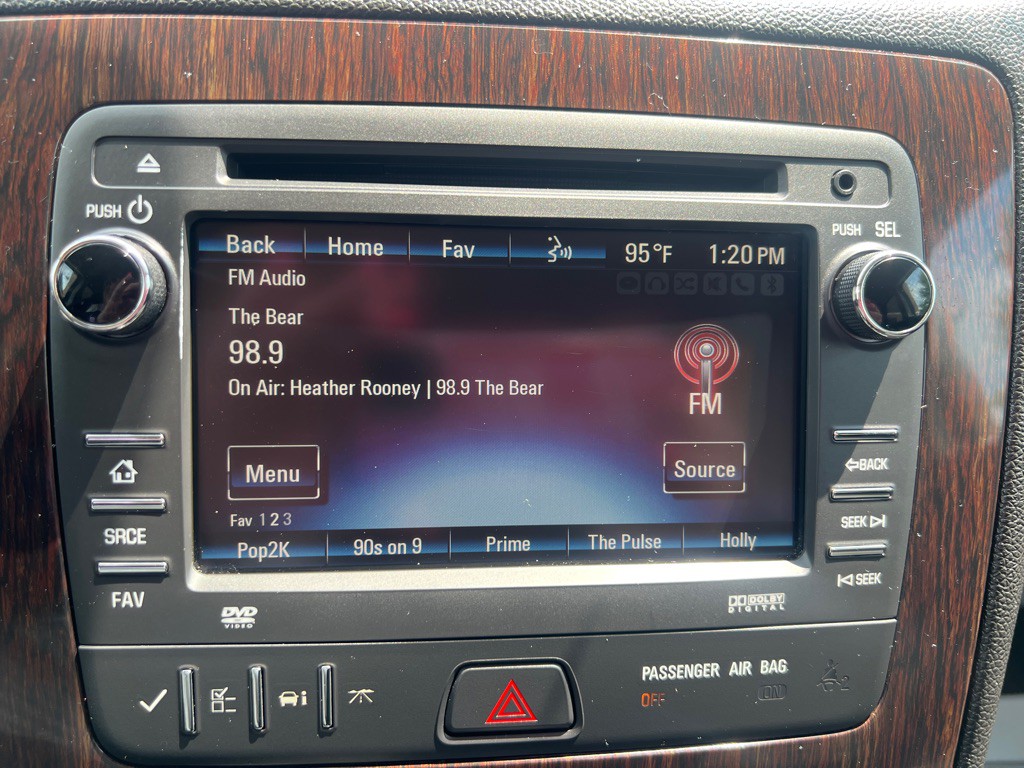 PUSH
PUSH SEL
Back Home Fav 95°F 1:20 PM
FM Audio
The Bear
98.9
On Air: Heather Rooney | 98.9 The Bear
FM
Menu
Source
Fav 1 2 3
Pop2K 90s on 9 Prime The Pulse Holly
SRCE
FAV
BACK
SEEK
SEEK
DVD
VIDEO
DOLBY
DIGITAL
PASSENGER AIR BAG
OFF ON
2
i